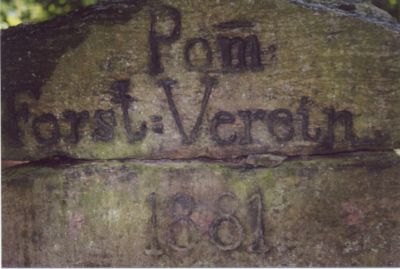 Pom̅:
Forst=Verein.
1881